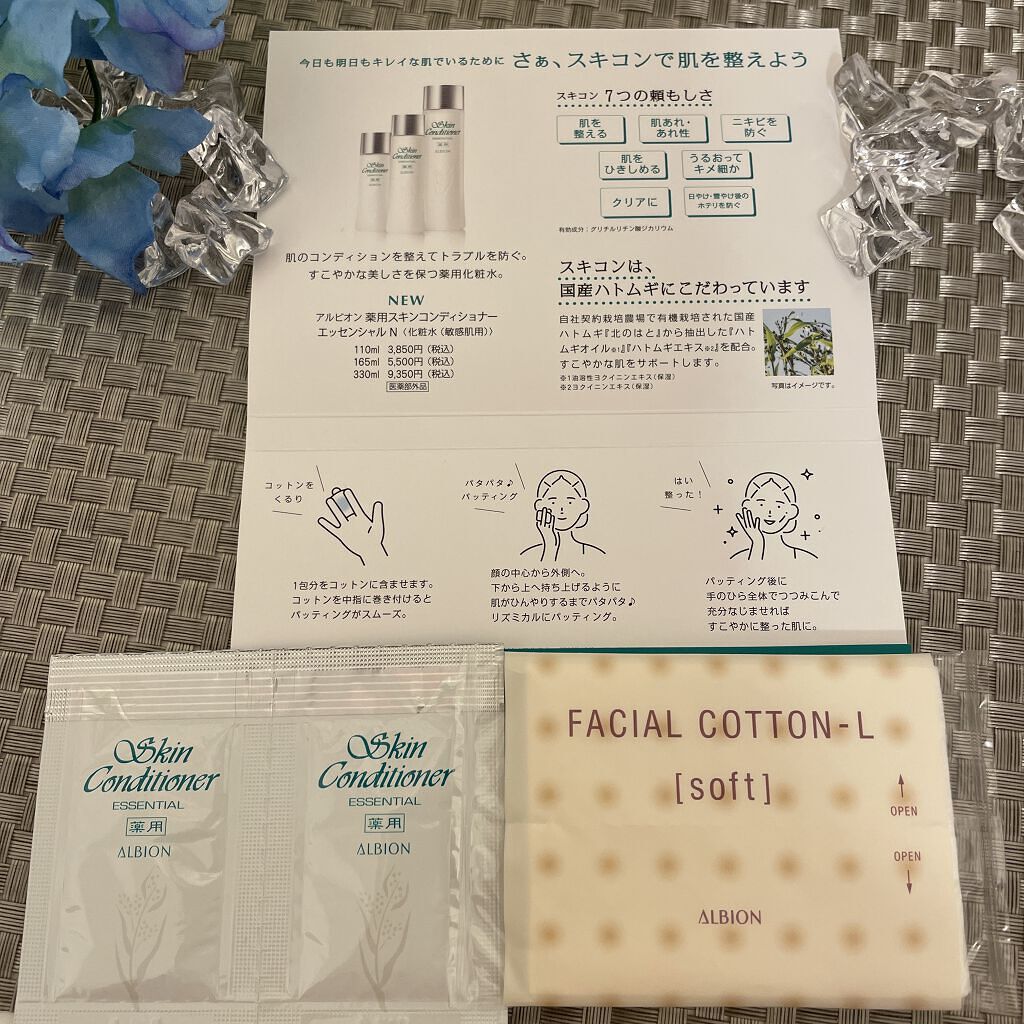 今日も明日もキレイな肌でいるために さぁ、スキコンで肌を整えよう
Skin
Conditioner
ESSENTIAL
薬用
ALBION
Skin
Conditioner
ESSENTIAL
薬用
ALBION
Skin
Conditioner
ESSENTIAL
薬用
ALBION
肌のコンディションを整えてトラブルを防ぐ。
すこやかな美しさを保つ薬用化粧水。
NEW
アルビオン 薬用スキンコンディショナー
エッセンシャル N〈化粧水（敏感肌用）〉
110ml 3,850円（税込）
165ml 5,500円（税込）
330ml 9,350円（税込）
医薬部外品
スキコン 7つの頼もしさ
肌を
整える
肌あれ・
あれ性
ニキビを
防ぐ
肌を
ひきしめる
うるおって
キメ細か
クリアに
日やけ・雪やけ後の
ホテリを防ぐ
有効成分：グリチルリチン酸ジカリウム
スキコンは、
国産ハトムギにこだわっています
自社契約栽培農場で有機栽培された国産
ハトムギ『北のはと』から抽出した『ハト
ムギオイル※1』『ハトムギエキス※2』を配合。
すこやかな肌をサポートします。
※1油溶性ヨクイニンエキス（保湿）
※2ヨクイニンエキス（保湿）
写真はイメージです。
コットンを
くるり
1包分をコットンに含ませます。
コットンを中指に巻き付けると
パッティングがスムーズ。
パタパタ♪
パッティング
顔の中心から外側へ。
下から上へ持ち上げるように
肌がひんやりするまでパタパタ♪
リズミカルにパッティング。
はい
整った！
パッティング後に
手のひら全体でつつみこんで
充分なじませれば
すこやかに整った肌に。
Skin
Conditioner
ESSENTIAL
薬用
ALBION
Skin
Conditioner
ESSENTIAL
薬用
ALBION
FACIAL COTTON-L
[soft]
OPEN
OPEN
ALBION